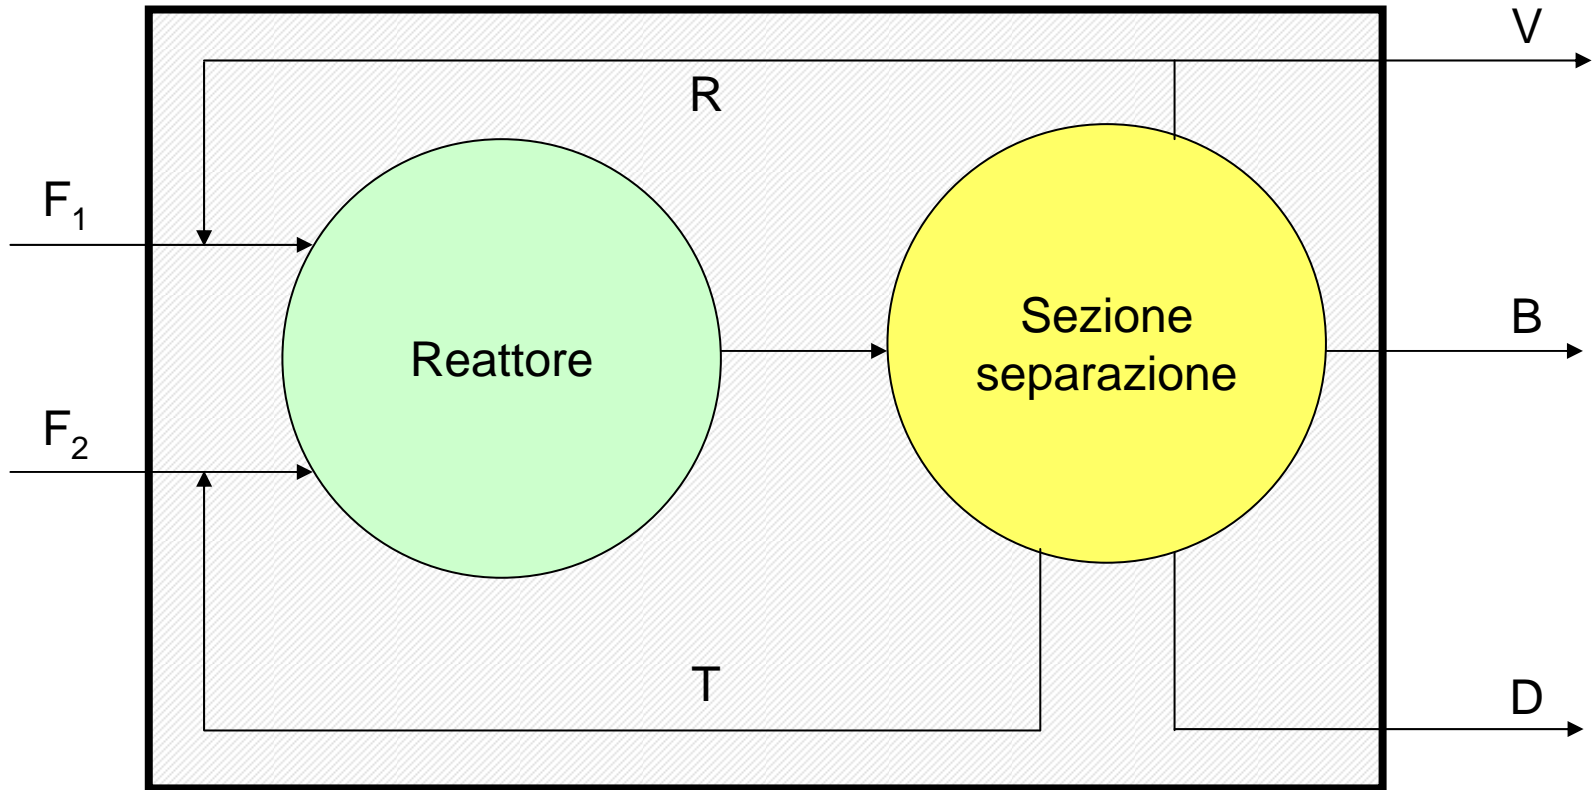 V
R
F₁
Sezione
separazione
B
Reattore
F₂
T
D